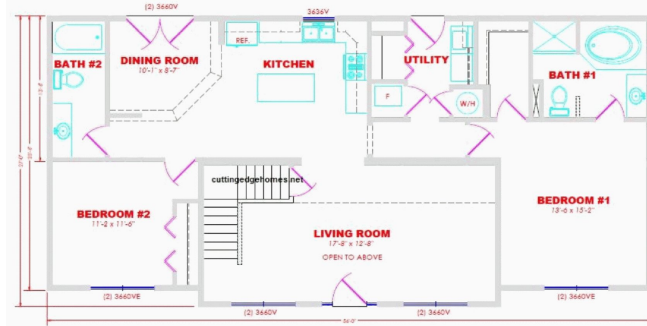 (2) 3660V
3636V
REF.
BATH #2
DINING ROOM
10'-1" x 8'-7"
KITCHEN
UTILITY
BATH #1
F
W/H
cuttingedgehomes.net
BEDROOM #2
11'-2 x 11'-6"
BEDROOM #1
13'-6 x 15'-2"
LIVING ROOM
17'-8" x 12'-8"
OPEN TO ABOVE
(2) 3660VE
(2) 3660V
(2) 3660V
(2) 3660VE